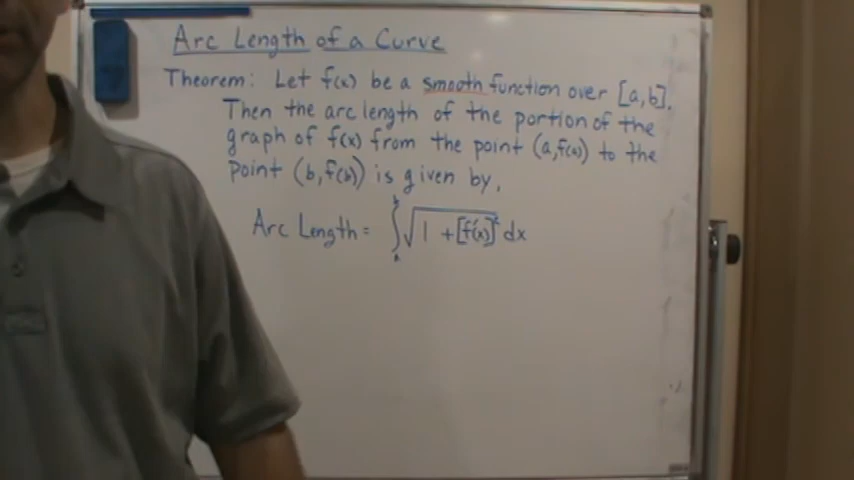 Arc Length of a Curve
Theorem: Let f(x) be a smooth function over [a,b].
Then the arc length of the portion of the
graph of f(x) from the point (a,f(a)) to the
point (b,f(b)) is given by,
Arc Length = ∫_a^b √(1 + [f'(x)]²) dx